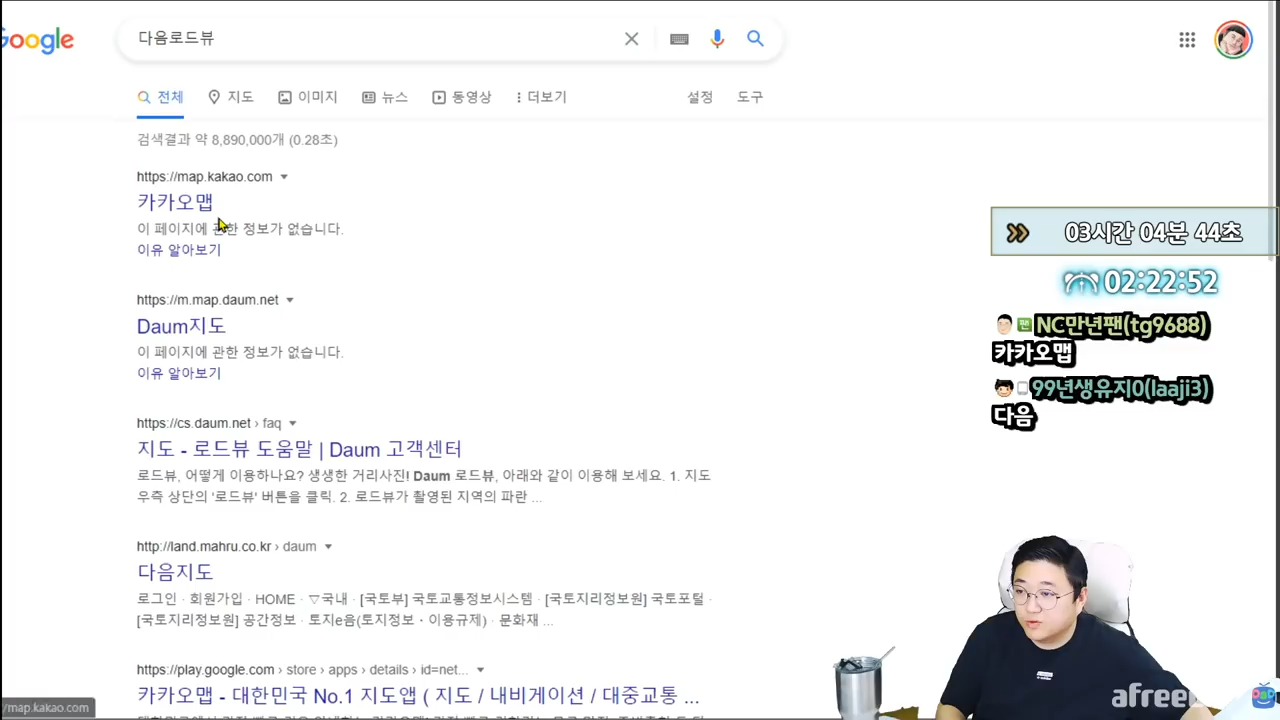 Google
다음로드뷰
전체
지도
이미지
뉴스
동영상
더보기
설정
도구
검색결과 약 8,890,000개 (0.28초)
https://map.kakao.com
카카오맵
이 페이지에 관한 정보가 없습니다.
이유 알아보기
https://m.map.daum.net
Daum지도
이 페이지에 관한 정보가 없습니다.
이유 알아보기
https://cs.daum.net › faq
지도 - 로드뷰 도움말 | Daum 고객센터
로드뷰, 어떻게 이용하나요? 생생한 거리사진! Daum 로드뷰, 아래와 같이 이용해 보세요. 1. 지도
우측 상단의 '로드뷰' 버튼을 클릭. 2. 로드뷰가 촬영된 지역의 파란 ...
http://land.mahru.co.kr › daum
다음지도
로그인 · 회원가입 · HOME · ▽국내 · [국토부] 국토교통정보시스템 · [국토지리정보원] 국토포털 ·
[국토지리정보원] 공간정보 · 토지e음(토지정보・이용규제) · 문화재 ...
https://play.google.com › store › apps › details › id=net...
카카오맵 - 대한민국 No.1 지도앱 ( 지도 / 내비게이션 / 대중교통 ...
/map.kakao.com
03시간 04분 44초
02:22:52
팬 NC만년팬(tg9688)
카카오맵
99년생유지0(laaji3)
다음